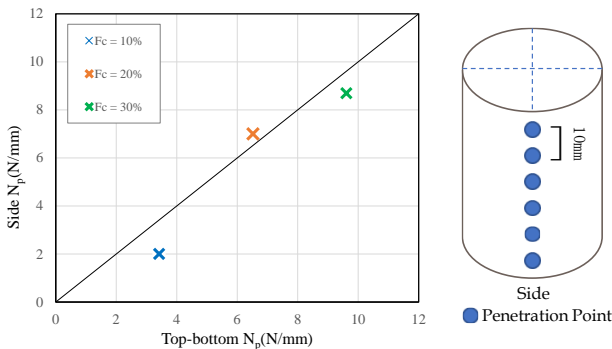 12
10
8
6
4
2
0
Side Nₚ(N/mm)
Fc = 10%
Fc = 20%
Fc = 30%
0 2 4 6 8 10 12
Top-bottom Nₚ(N/mm)
10mm
Side
Penetration Point